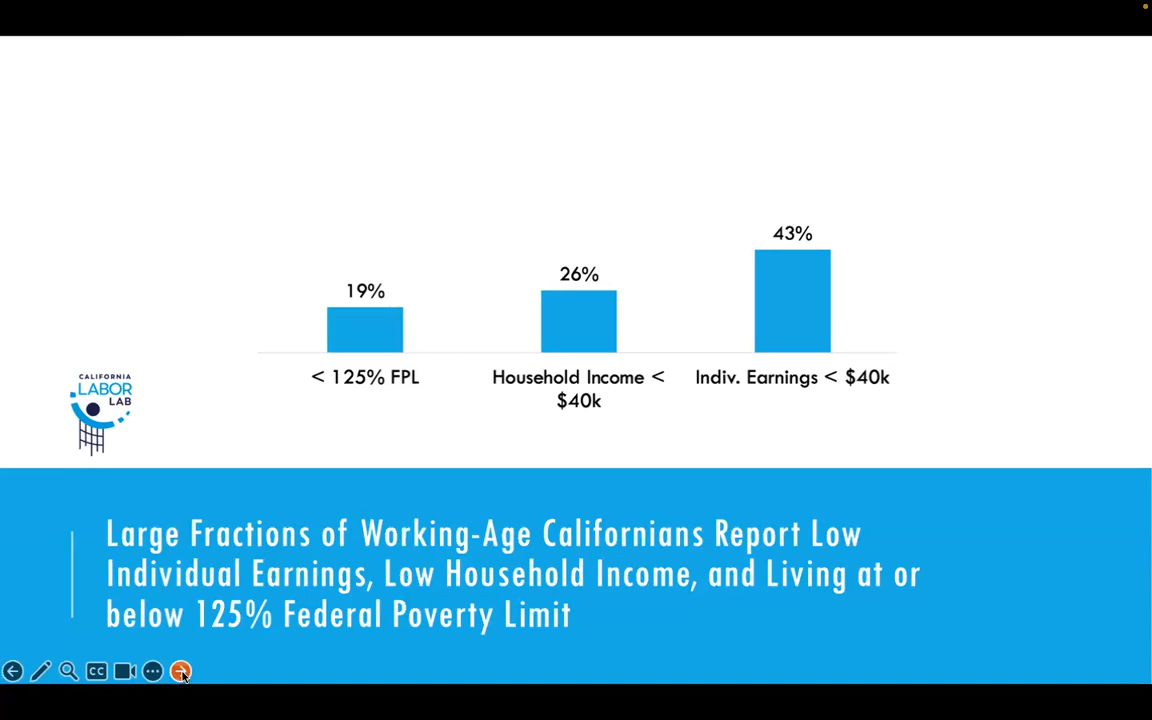 43%
26%
19%
< 125% FPL
Household Income <
$40k
Indiv. Earnings < $40k
CALIFORNIA
LABOR
LAB
Large Fractions of Working-Age Californians Report Low
Individual Earnings, Low Household Income, and Living at or
below 125% Federal Poverty Limit
CC